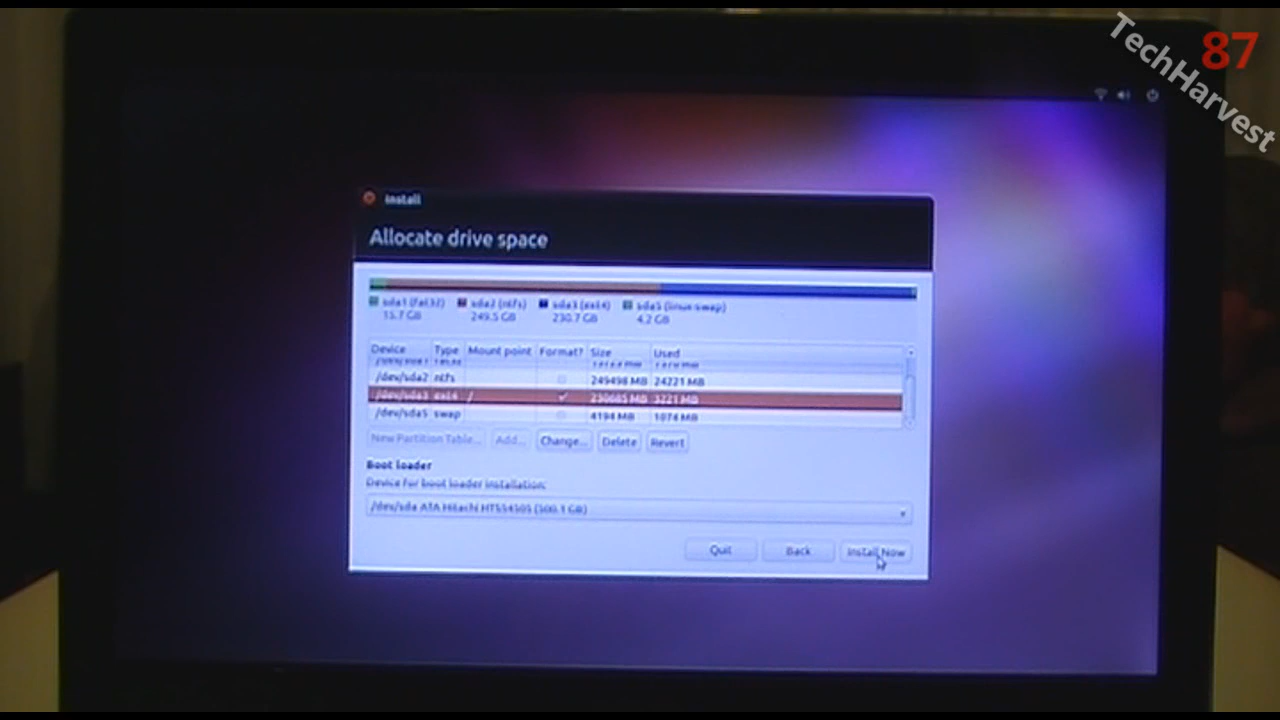 TechHarvest
87
Install
Allocate drive space
sda1 (fat32) sda2 (ntfs) sda3 (ext4) sda5 (linux-swap)
15.7 GB 249.5 GB 230.7 GB 4.2 GB
Device Type Mount point Format? Size Used
/dev/sda2 ntfs 249498 MB 24221 MB
/dev/sda3 ext4 / 230685 MB 3221 MB
/dev/sda5 swap 4194 MB 1074 MB
New Partition Table... Add... Change... Delete Revert
Boot loader
Device for boot loader installation:
/dev/sda ATA Hitachi HTS54505 (500.1 GB)
Quit Back Install Now